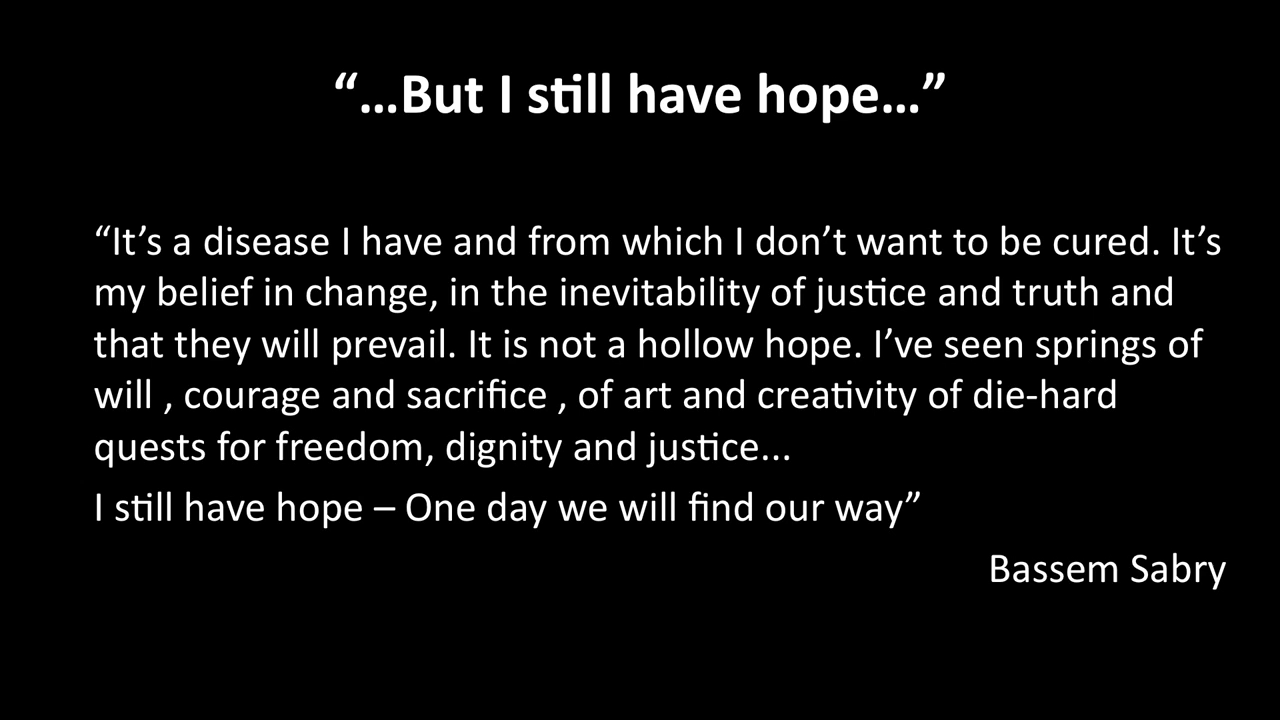 “…But I still have hope…”
“It’s a disease I have and from which I don’t want to be cured. It’s
my belief in change, in the inevitability of justice and truth and
that they will prevail. It is not a hollow hope. I’ve seen springs of
will , courage and sacrifice , of art and creativity of die-hard
quests for freedom, dignity and justice...
I still have hope – One day we will find our way”
Bassem Sabry